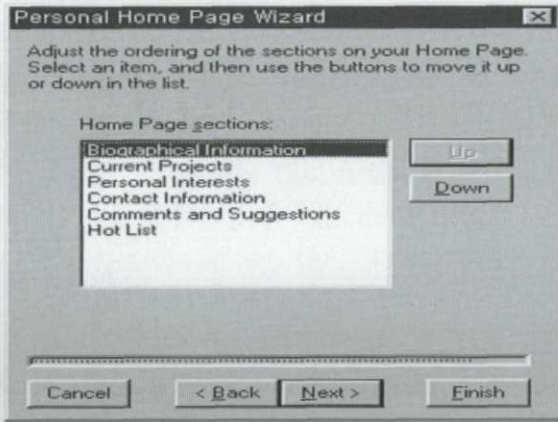 Personal Home Page Wizard
Adjust the ordering of the sections on your Home Page.
Select an item, and then use the buttons to move it up
or down in the list.
Home Page sections:
Biographical Information
Current Projects
Personal Interests
Contact Information
Comments and Suggestions
Hot List
Up
Down
Cancel
< Back
Next >
Finish